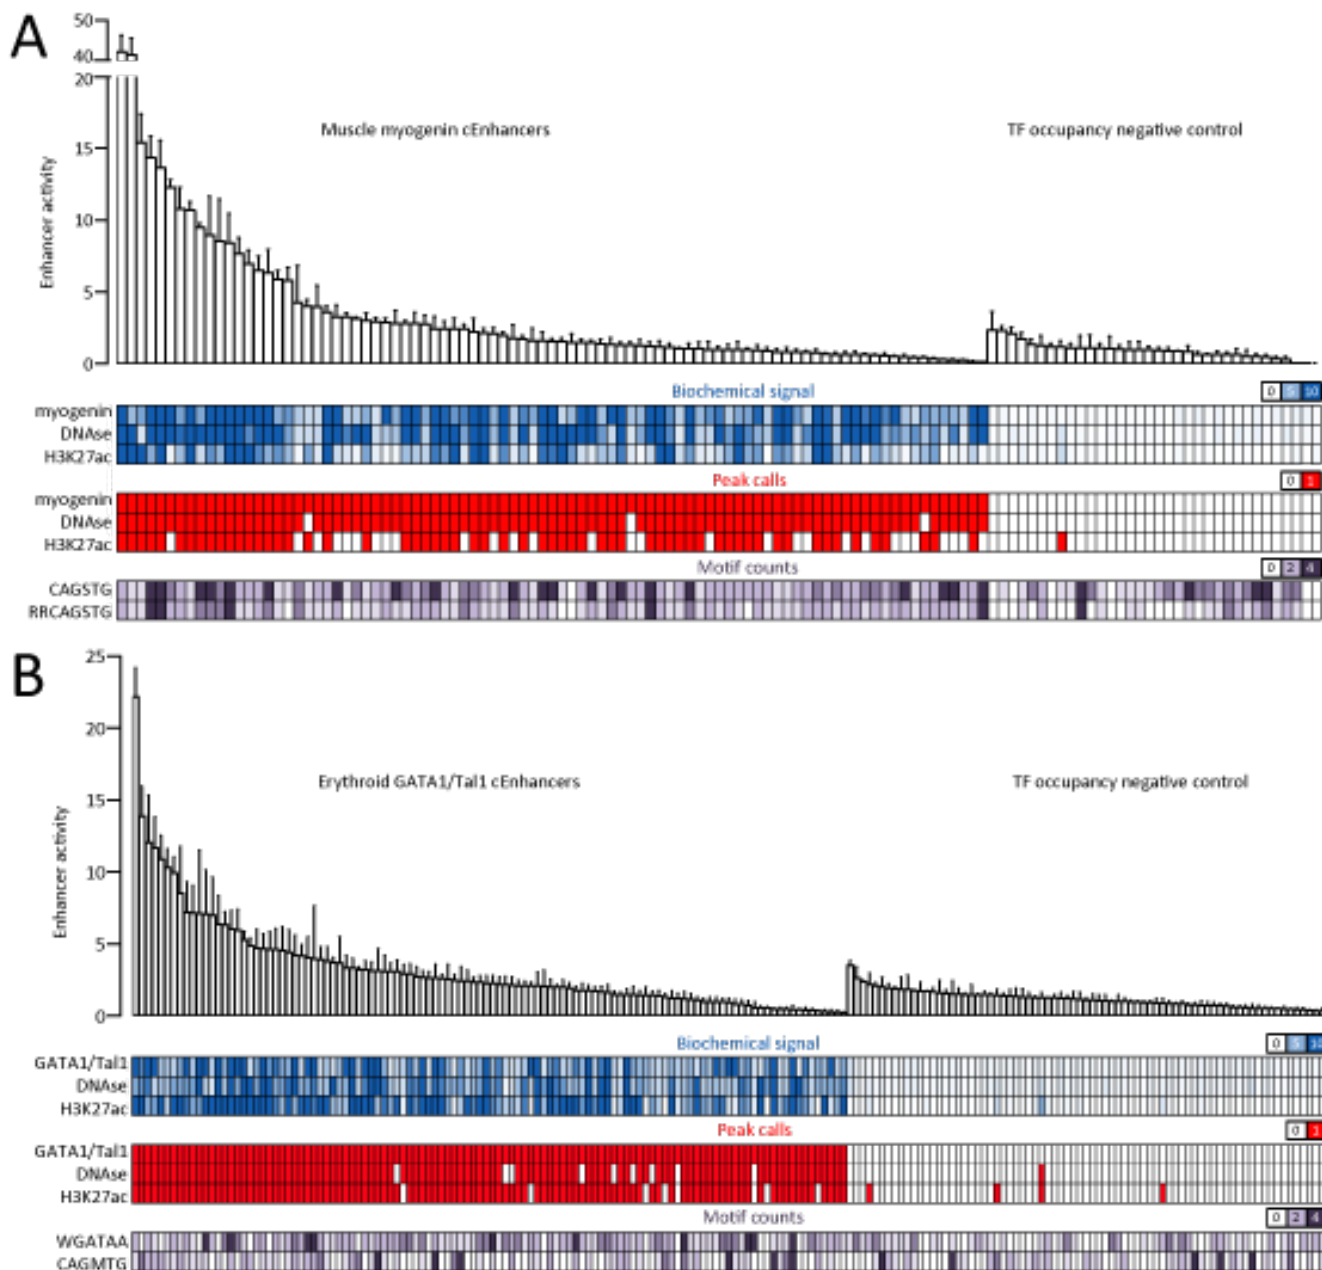 A
50
40
20
15
10
5
0
Enhancer activity
Muscle myogenin cEnhancers
TF occupancy negative control
Biochemical signal
0 5 10
myogenin
DNAse
H3K27ac
Peak calls
0 1
myogenin
DNAse
H3K27ac
Motif counts
0 2 4
CAGSTG
RRCAGSTG
B
25
20
15
10
5
0
Enhancer activity
Erythroid GATA1/Tal1 cEnhancers
TF occupancy negative control
Biochemical signal
0 5 10
GATA1/Tal1
DNAse
H3K27ac
Peak calls
0 1
GATA1/Tal1
DNAse
H3K27ac
Motif counts
0 2 4
WGATAA
CAGMTG